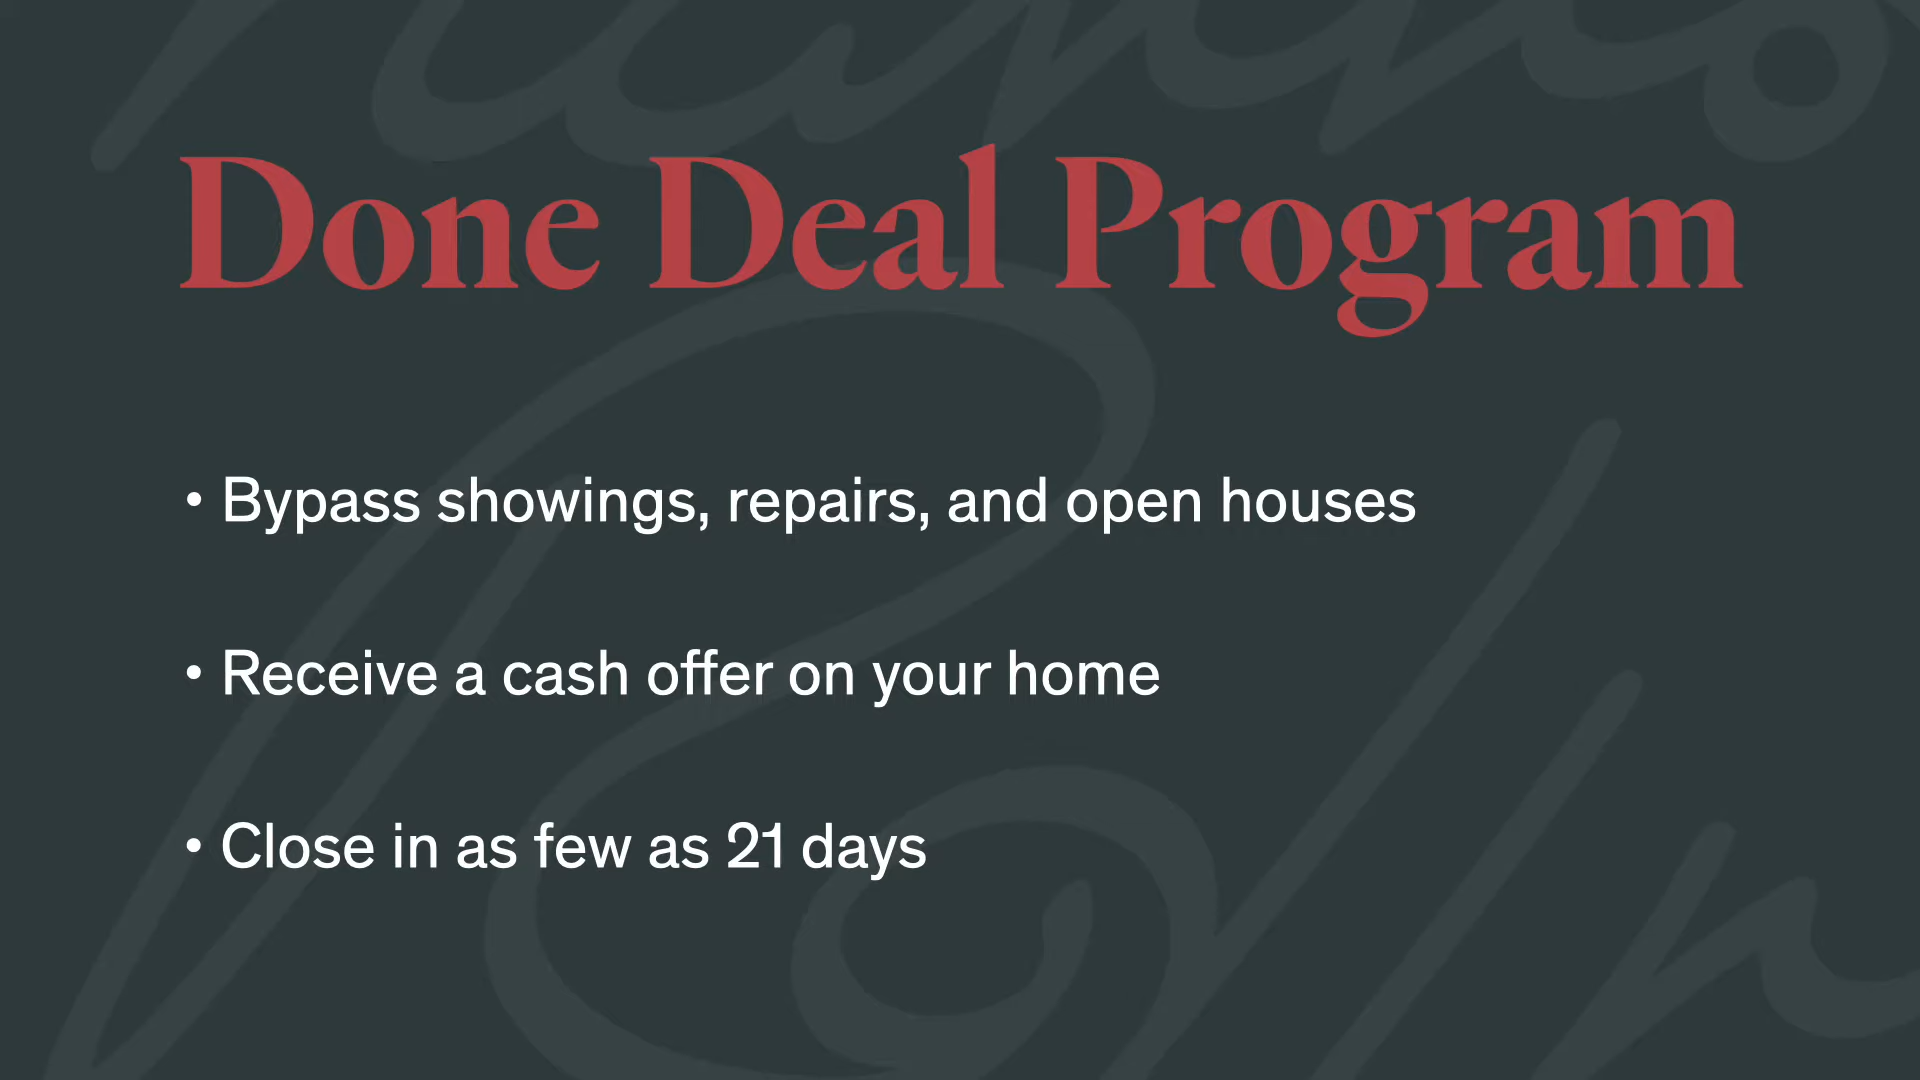 Done Deal Program
• Bypass showings, repairs, and open houses
• Receive a cash offer on your home
• Close in as few as 21 days